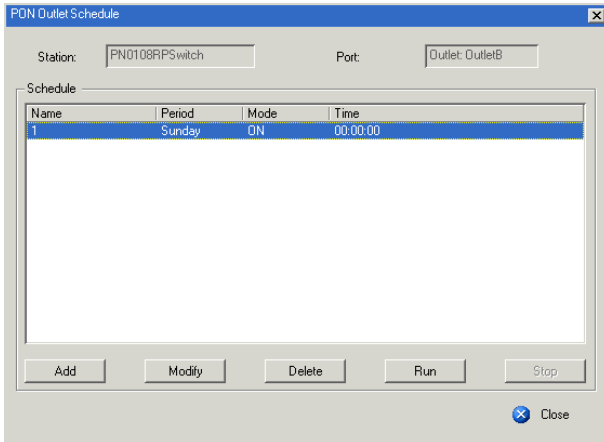 PON Outlet Schedule
Station: PN0108RPSwitch Port: Outlet: OutletB
Schedule
Name Period Mode Time
1 Sunday ON 00:00:00
Add Modify Delete Run Stop
Close